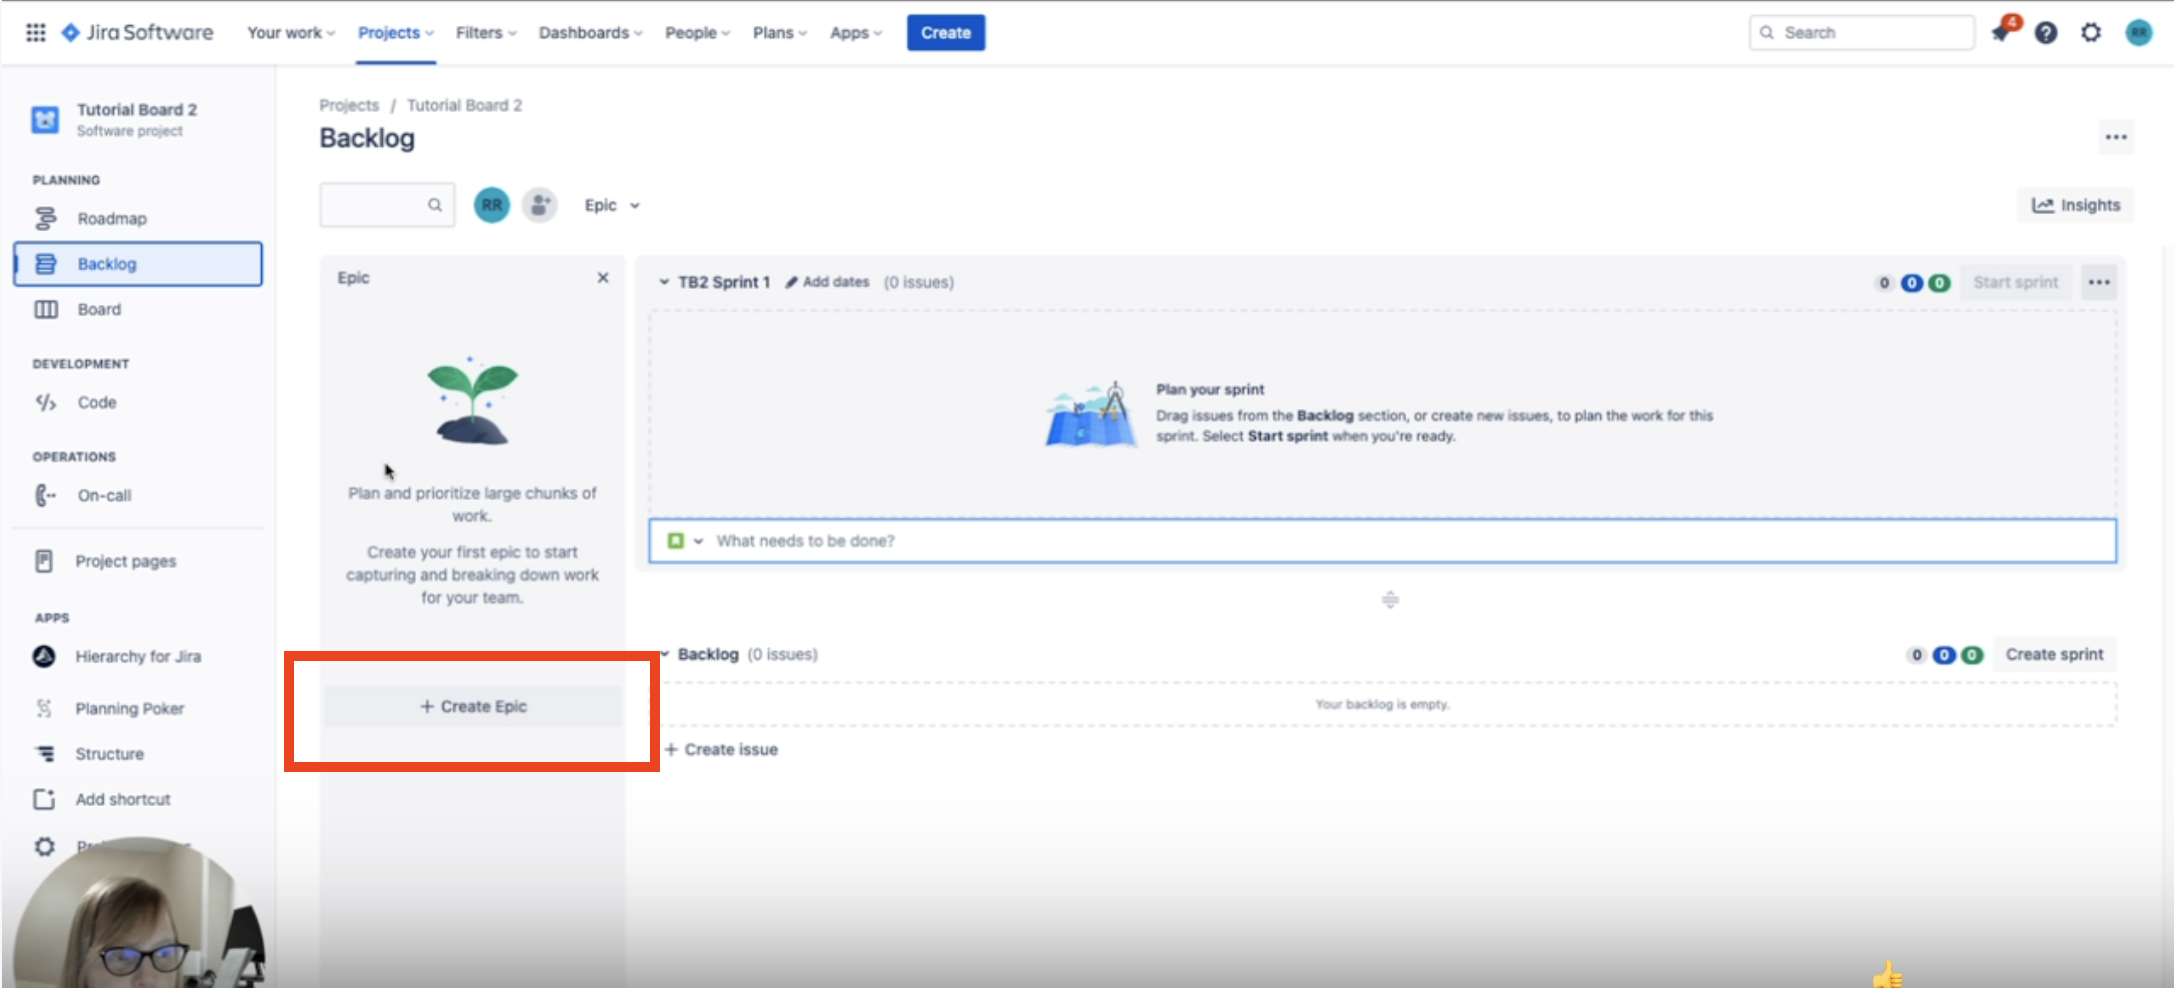 Jira Software
Your work
Projects
Filters
Dashboards
People
Plans
Apps
Create
Search
4
RR
Tutorial Board 2
Software project
PLANNING
Roadmap
Backlog
Board
DEVELOPMENT
Code
OPERATIONS
On-call
Project pages
APPS
Hierarchy for Jira
Planning Poker
Structure
Add shortcut
Projects / Tutorial Board 2
Backlog
RR
Epic
Insights
Epic
Plan and prioritize large chunks of
work.
Create your first epic to start
capturing and breaking down work
for your team.
+ Create Epic
TB2 Sprint 1 Add dates (0 issues)
0 0 0 Start sprint
Plan your sprint
Drag issues from the Backlog section, or create new issues, to plan the work for this
sprint. Select Start sprint when you're ready.
What needs to be done?
Backlog (0 issues)
0 0 0 Create sprint
Your backlog is empty.
+ Create issue